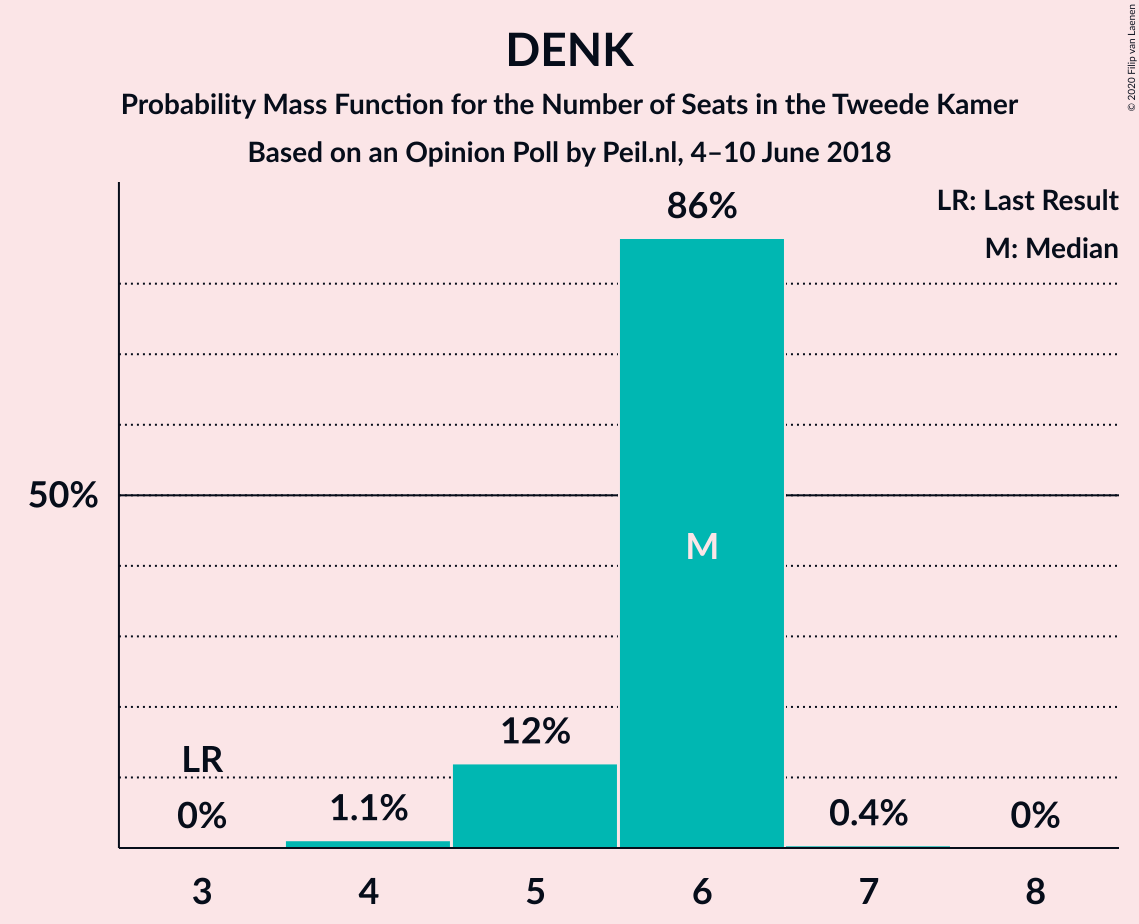 DENK
Probability Mass Function for the Number of Seats in the Tweede Kamer
Based on an Opinion Poll by Peil.nl, 4–10 June 2018
© 2020 Filip van Laenen
LR: Last Result
M: Median
86%
50%
M
12%
LR
0%
1.1%
0.4%
0%
3 4 5 6 7 8